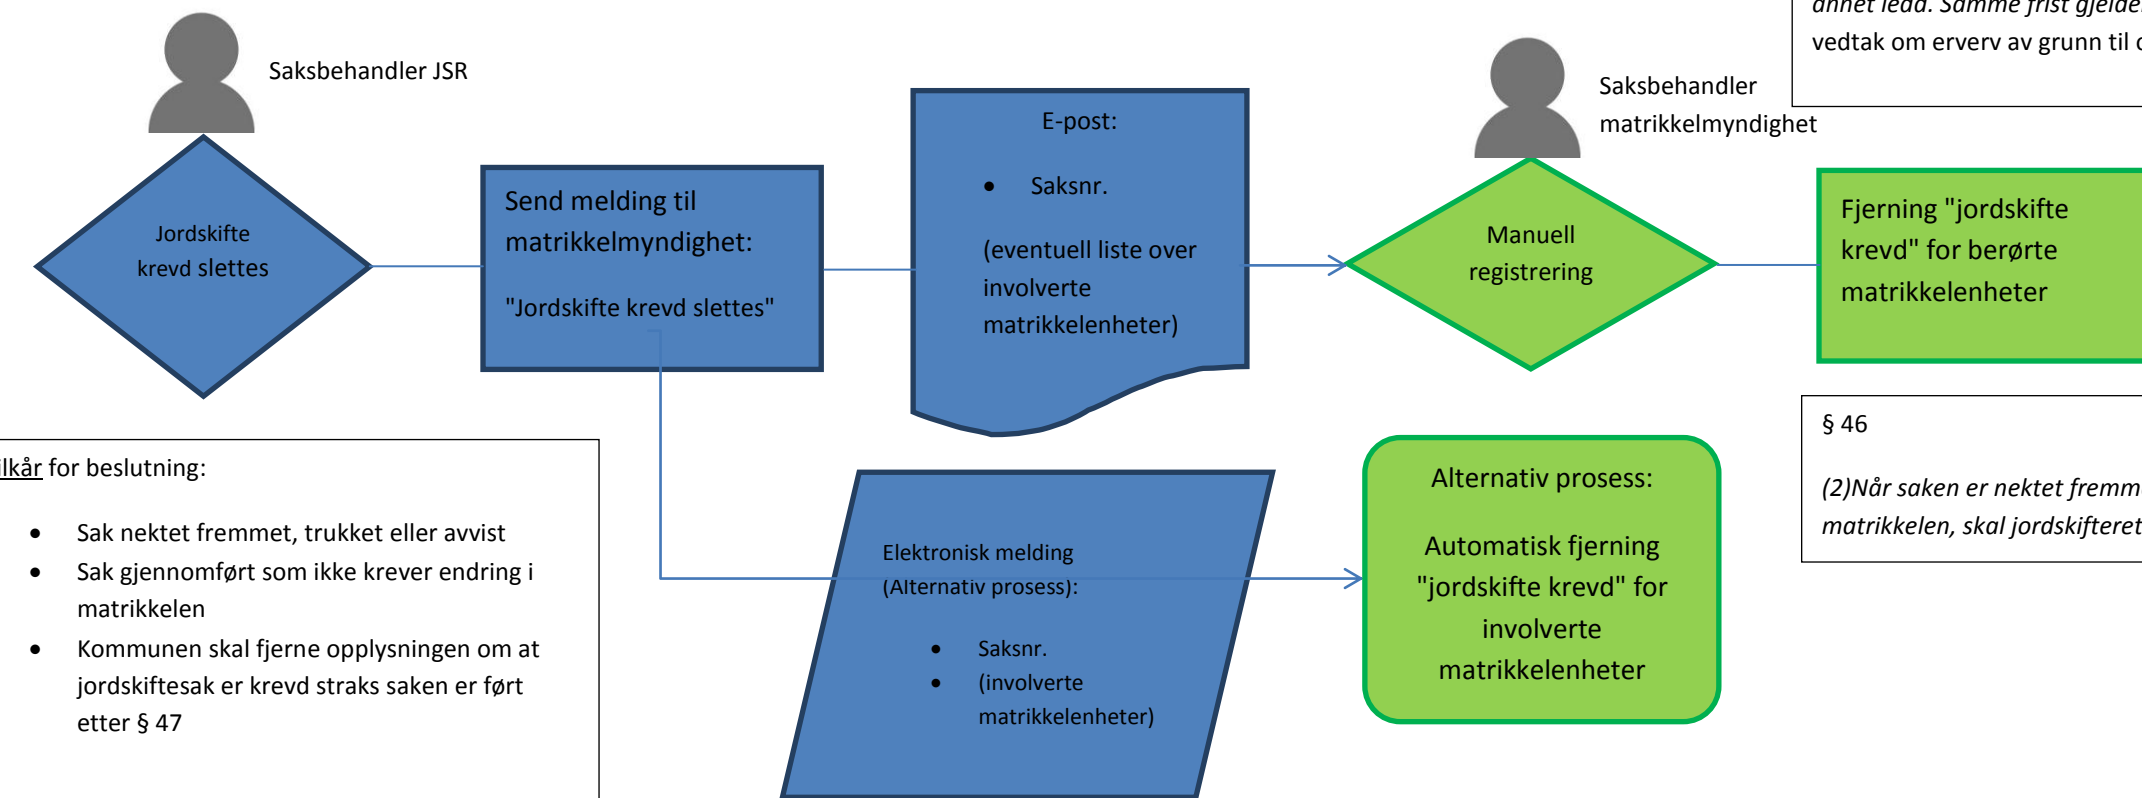 annet ledd. Samme frist gjelder
vedtak om erverv av grunn til
Saksbehandler JSR
Saksbehandler
matrikkelmyndighet
Jordskifte
krevd slettes
Send melding til
matrikkelmyndighet:
"Jordskifte krevd slettes"
E-post:
• Saksnr.
(eventuell liste over
involverte
matrikkelenheter)
Manuell
registrering
Fjerning "jordskifte
krevd" for berørte
matrikkelenheter
ilkår for beslutning:
• Sak nektet fremmet, trukket eller avvist
• Sak gjennomført som ikke krever endring i
matrikkelen
• Kommunen skal fjerne opplysningen om at
jordskiftesak er krevd straks saken er ført
etter § 47
Elektronisk melding
(Alternativ prosess):
• Saksnr.
• (involverte
matrikkelenheter)
Alternativ prosess:
Automatisk fjerning
"jordskifte krevd" for
involverte
matrikkelenheter
§ 46
(2)Når saken er nektet fremm
matrikkelen, skal jordskifteret